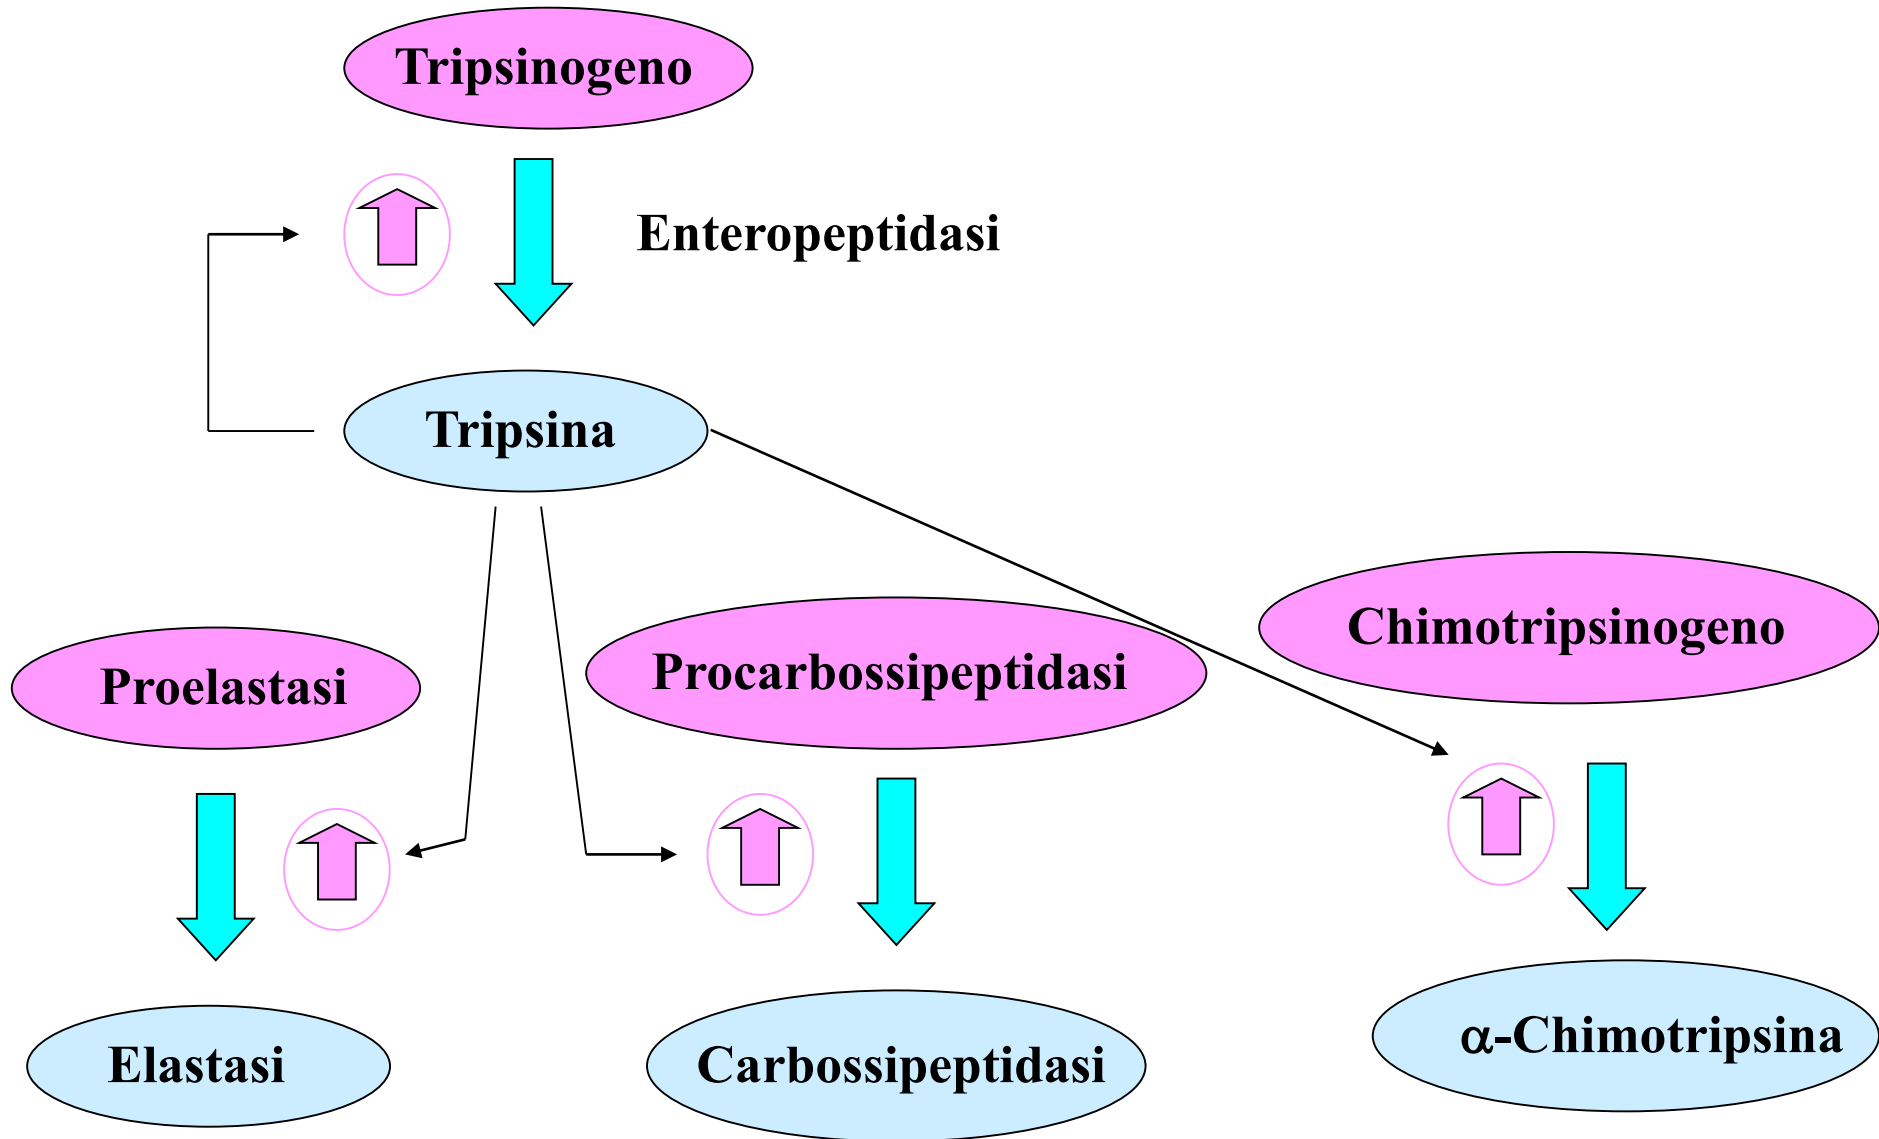 Tripsinogeno
Enteropeptidasi
Tripsina
Chimotripsinogeno
Procarbossipeptidasi
Proelastasi
α-Chimotripsina
Elastasi
Carbossipeptidasi